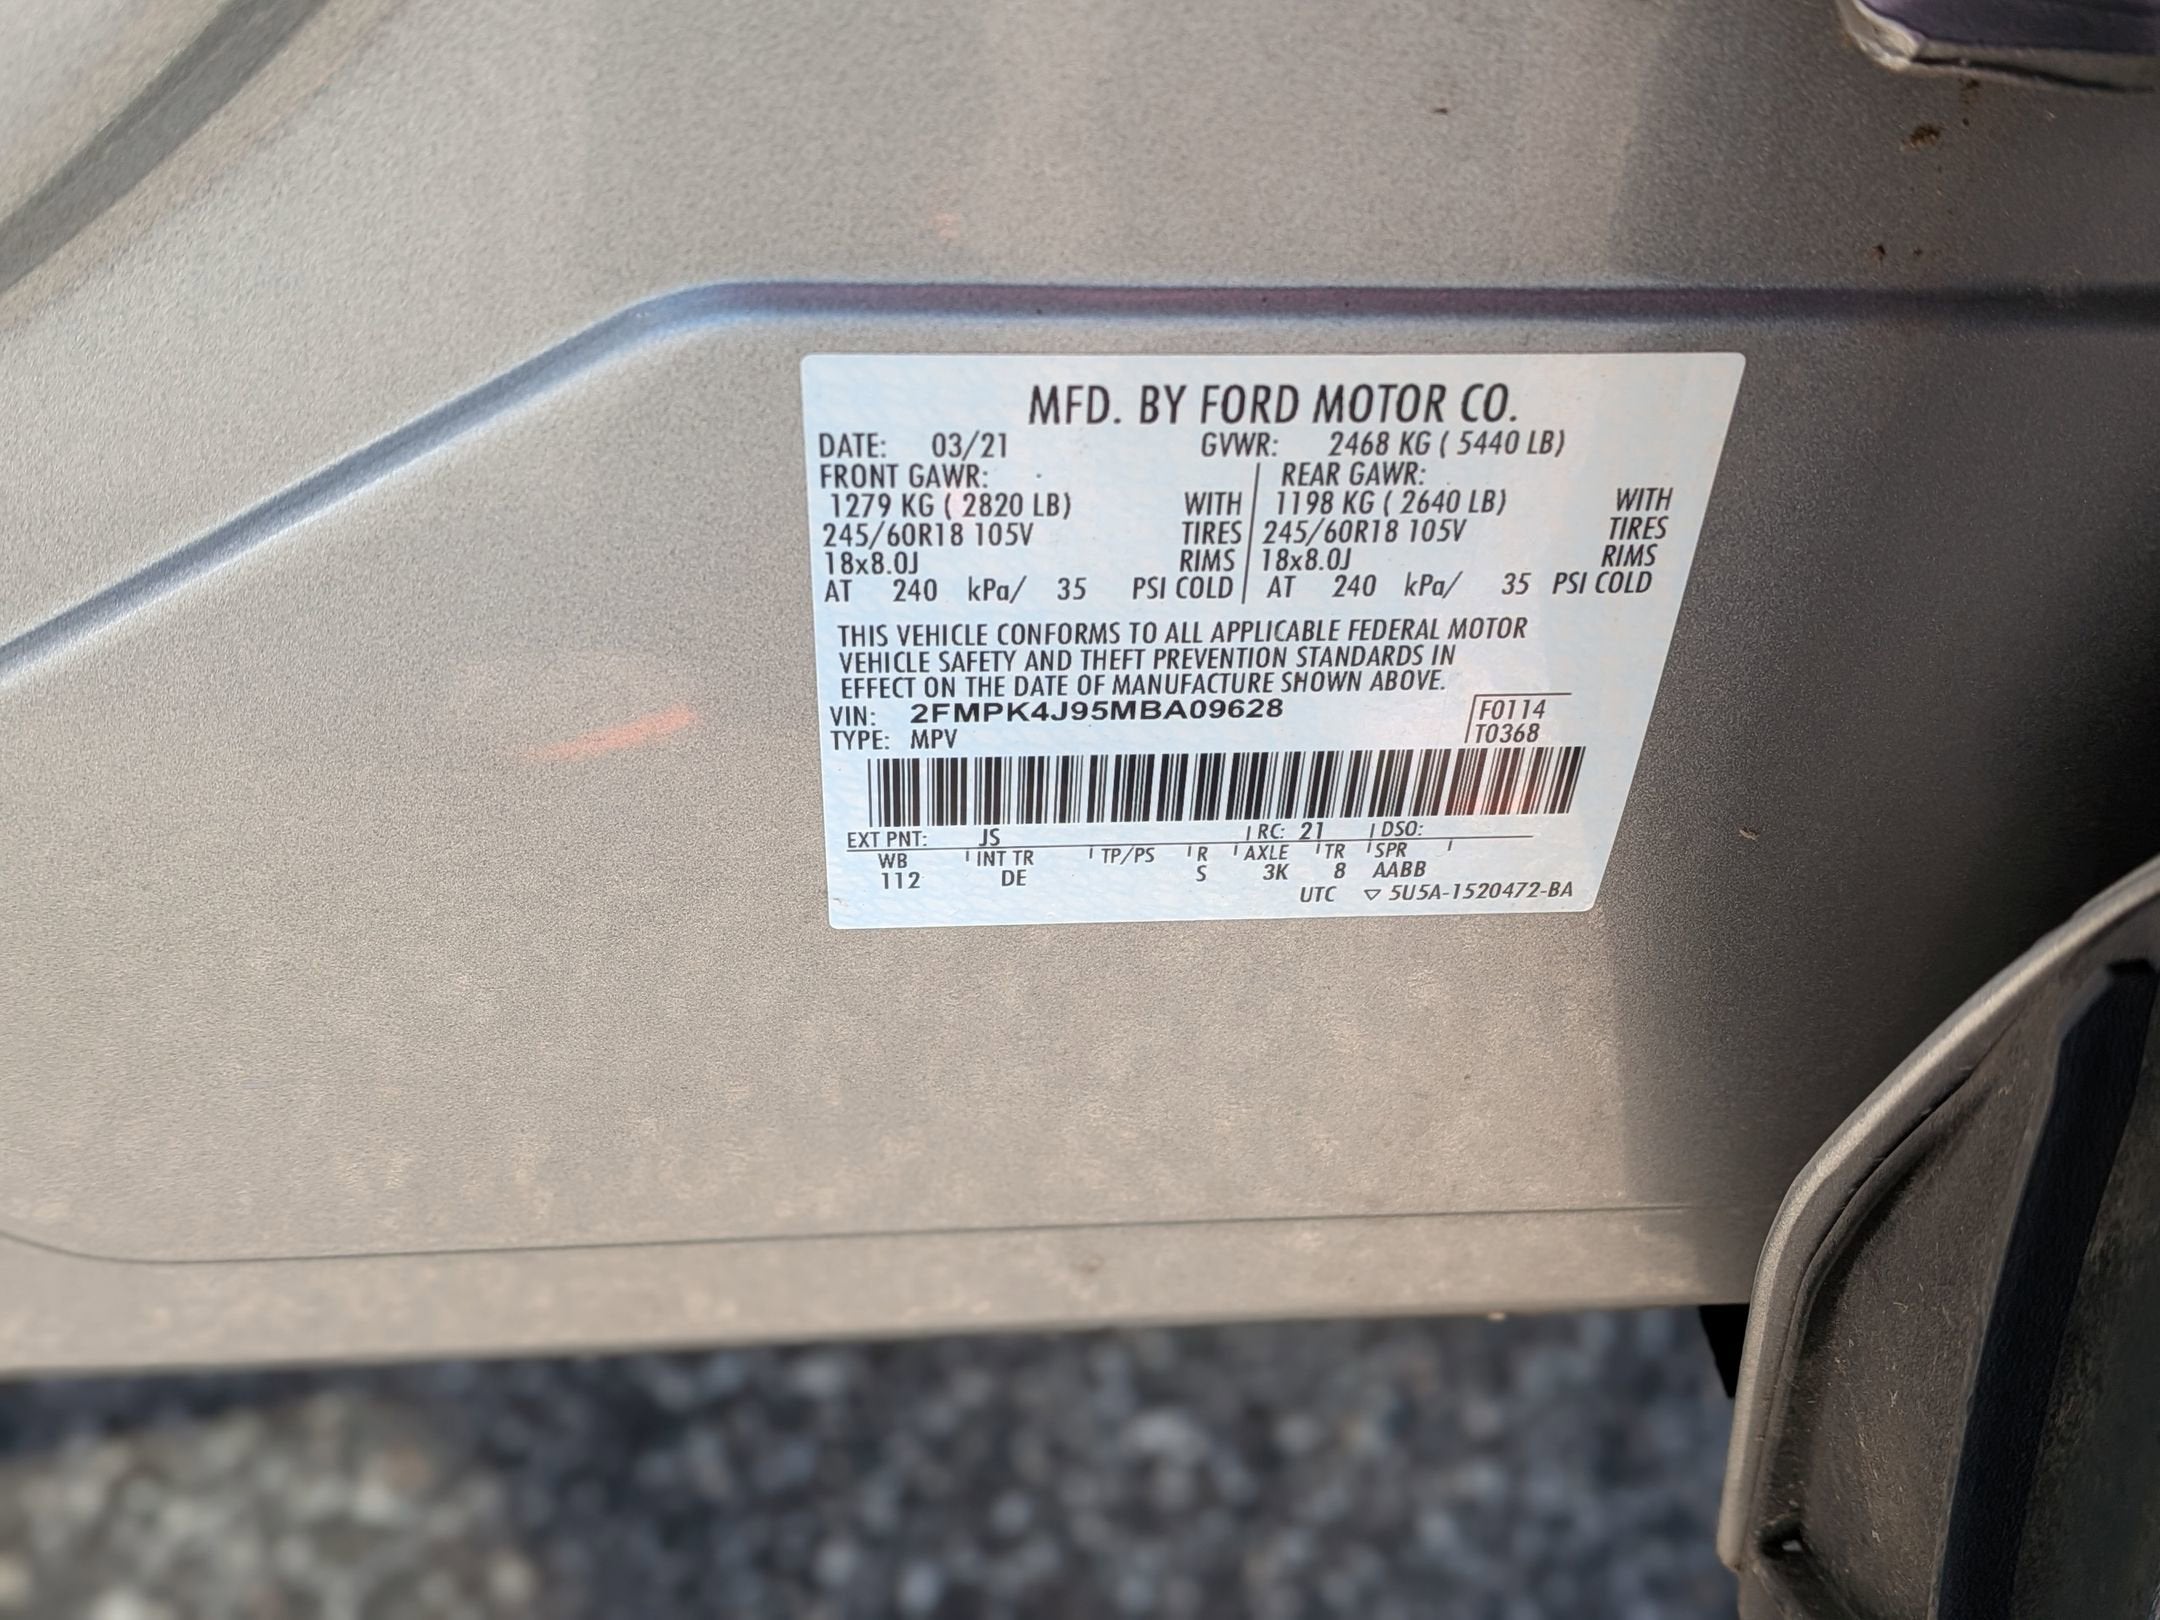 MFD. BY FORD MOTOR CO.
DATE: 03/21 GVWR: 2468 KG ( 5440 LB)
FRONT GAWR: REAR GAWR:
1279 KG ( 2820 LB) WITH 1198 KG ( 2640 LB) WITH
245/60R18 105V TIRES 245/60R18 105V TIRES
18x8.0J RIMS 18x8.0J RIMS
AT 240 kPa/ 35 PSI COLD AT 240 kPa/ 35 PSI COLD
THIS VEHICLE CONFORMS TO ALL APPLICABLE FEDERAL MOTOR
VEHICLE SAFETY AND THEFT PREVENTION STANDARDS IN
EFFECT ON THE DATE OF MANUFACTURE SHOWN ABOVE.
VIN: 2FMPK4J95MBA09628 F0114
TYPE: MPV T0368
EXT PNT: JS RC: 21 DSO:
WB INT TR TP/PS R AXLE TR SPR
112 DE S 3K 8 AABB
UTC ▽ 5U5A-1520472-BA